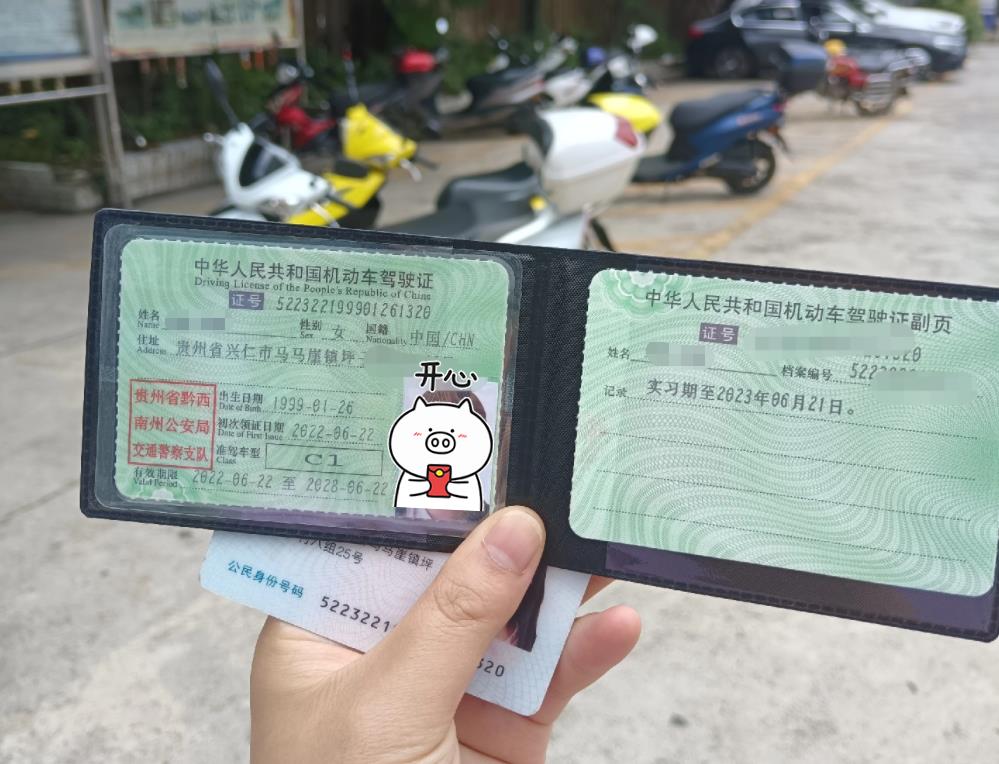 中华人民共和国机动车驾驶证
Driving License of the People's Republic of China
证号 522322199901261320
姓名
Name
性别 女
Sex
国籍 中国/CHN
Nationality
住址 贵州省兴仁市马马崖镇坪
Address
出生日期 1999-01-26
Date of Birth
初次领证日期 2022-06-22
Date of First Issue
准驾车型 C1
Class
有效期限 2022-06-22 至 2028-06-22
Valid Period
贵州省黔西
南州公安局
交通警察支队
开心
中华人民共和国机动车驾驶证副页
证号
姓名
档案编号
记录 实习期至2023年06月21日。
马崖镇坪
八组25号
公民身份号码
5223221
320